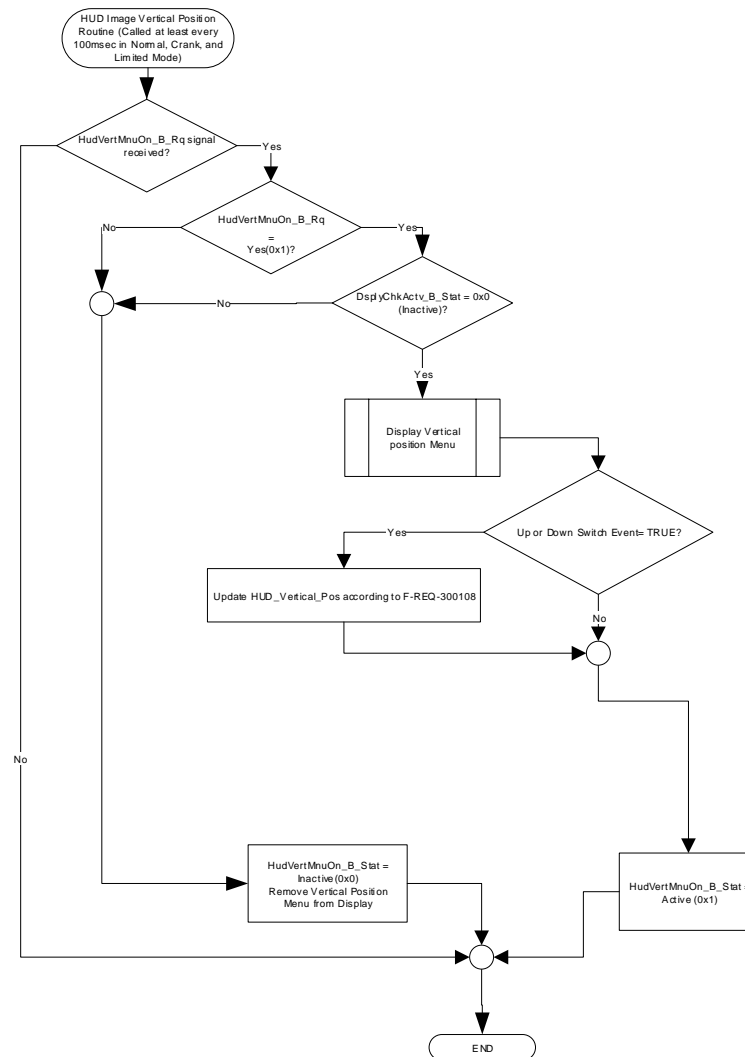 HUD Image Vertical Position
Routine (Called at least every
100msec in Normal, Crank, and
Limited Mode)
HudVertMnuOn_B_Rq signal
received?
Yes
HudVertMnuOn_B_Rq
=
Yes(0x1)?
No
Yes
DsplyChkActv_B_Stat = 0x0
(Inactive)?
No
Yes
Display Vertical
position Menu
Up or Down Switch Event= TRUE?
Yes
Update HUD_Vertical_Pos according to F-REQ-300108
No
No
HudVertMnuOn_B_Stat =
Inactive(0x0)
Remove Vertical Position
Menu from Display
HudVertMnuOn_B_Stat =
Active (0x1)
END